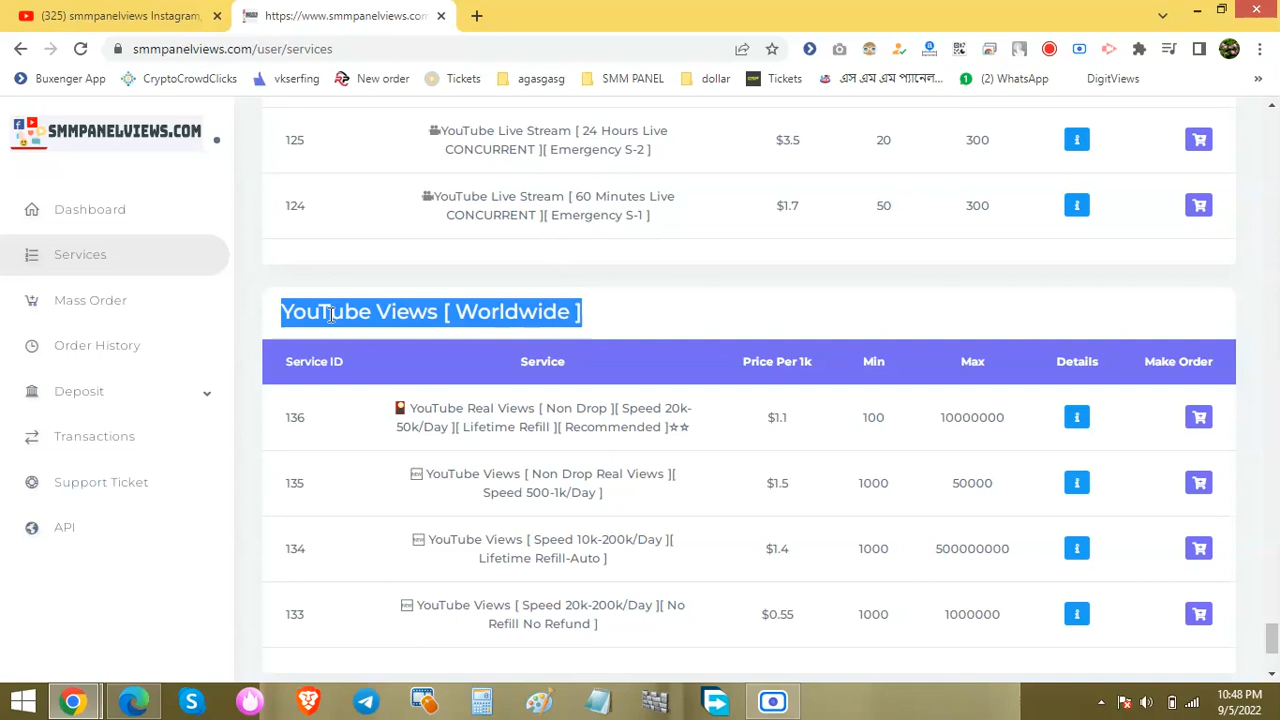 (325) smmpanelviews Instagram,
https://www.smmpanelviews.com
smmpanelviews.com/user/services
Buxenger App
CryptoCrowdClicks
vkserfing
New order
Tickets
agasgasg
SMM PANEL
dollar
Tickets
এস এম এম প্যানেল...
(2) WhatsApp
DigitViews
SMMPANELVIEWS.COM
Dashboard
Services
Mass Order
Order History
Deposit
Transactions
Support Ticket
API
125 YouTube Live Stream [ 24 Hours Live $3.5 20 300
CONCURRENT ][ Emergency S-2 ]
124 YouTube Live Stream [ 60 Minutes Live $1.7 50 300
CONCURRENT ][ Emergency S-1 ]
YouTube Views [ Worldwide ]
Service ID Service Price Per 1k Min Max Details Make Order
136 YouTube Real Views [ Non Drop ][ Speed 20k- $1.1 100 10000000
50k/Day ][ Lifetime Refill ][ Recommended ]☆☆
135 YouTube Views [ Non Drop Real Views ][ $1.5 1000 50000
Speed 500-1k/Day ]
134 YouTube Views [ Speed 10k-200k/Day ][ $1.4 1000 500000000
Lifetime Refill-Auto ]
133 YouTube Views [ Speed 20k-200k/Day ][ No $0.55 1000 1000000
Refill No Refund ]
10:48 PM
9/5/2022